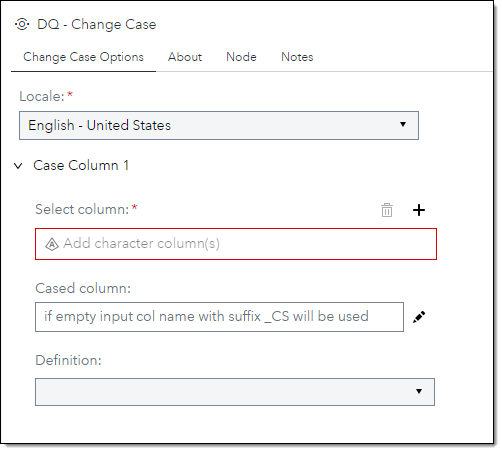 DQ - Change Case
Change Case Options About Node Notes
Locale: *
English - United States
Case Column 1
Select column: *
Add character column(s)
Cased column:
if empty input col name with suffix _CS will be used
Definition: